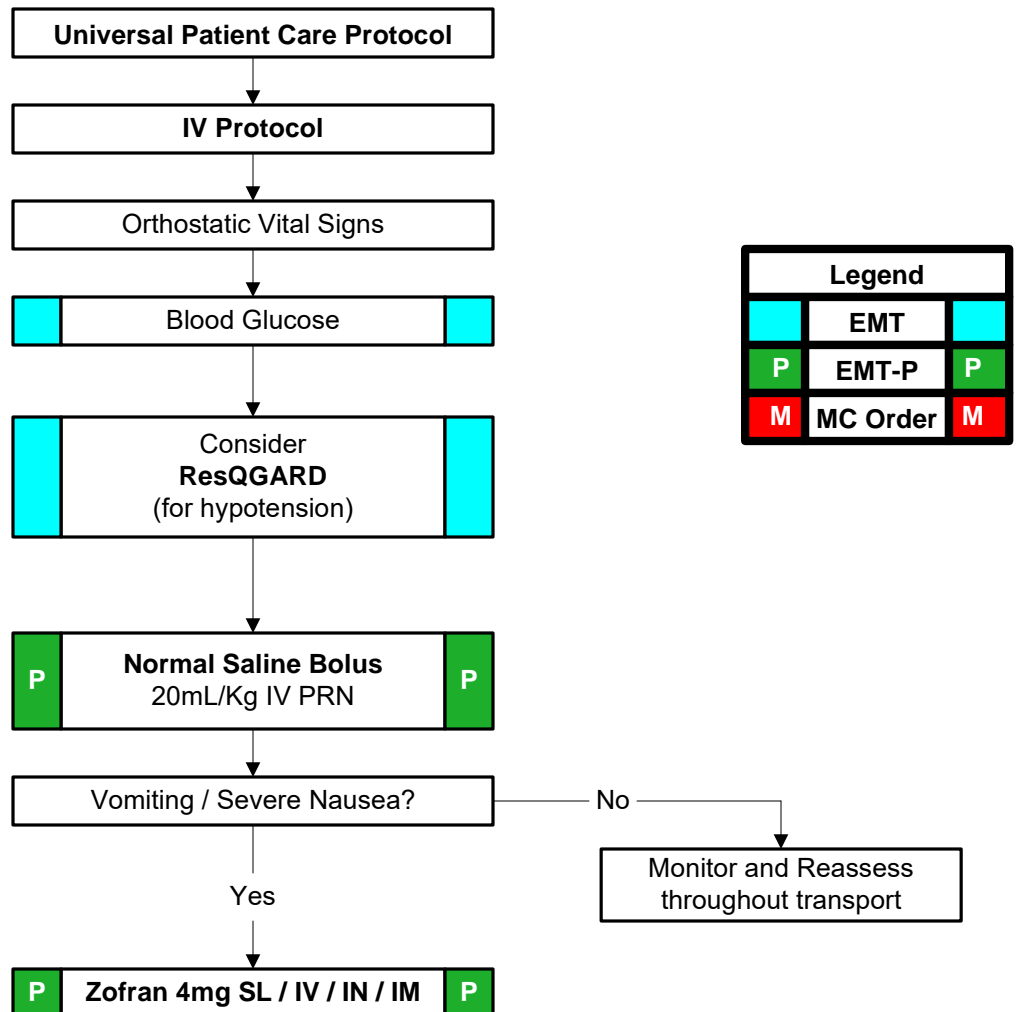 Universal Patient Care Protocol
IV Protocol
Orthostatic Vital Signs
Blood Glucose
Consider
ResQGARD
(for hypotension)
P
Normal Saline Bolus
20mL/Kg IV PRN
P
Vomiting / Severe Nausea?
No
Monitor and Reassess
throughout transport
Yes
P
Zofran 4mg SL / IV / IN / IM
P
Legend
EMT
P
EMT-P
P
M
MC Order
M